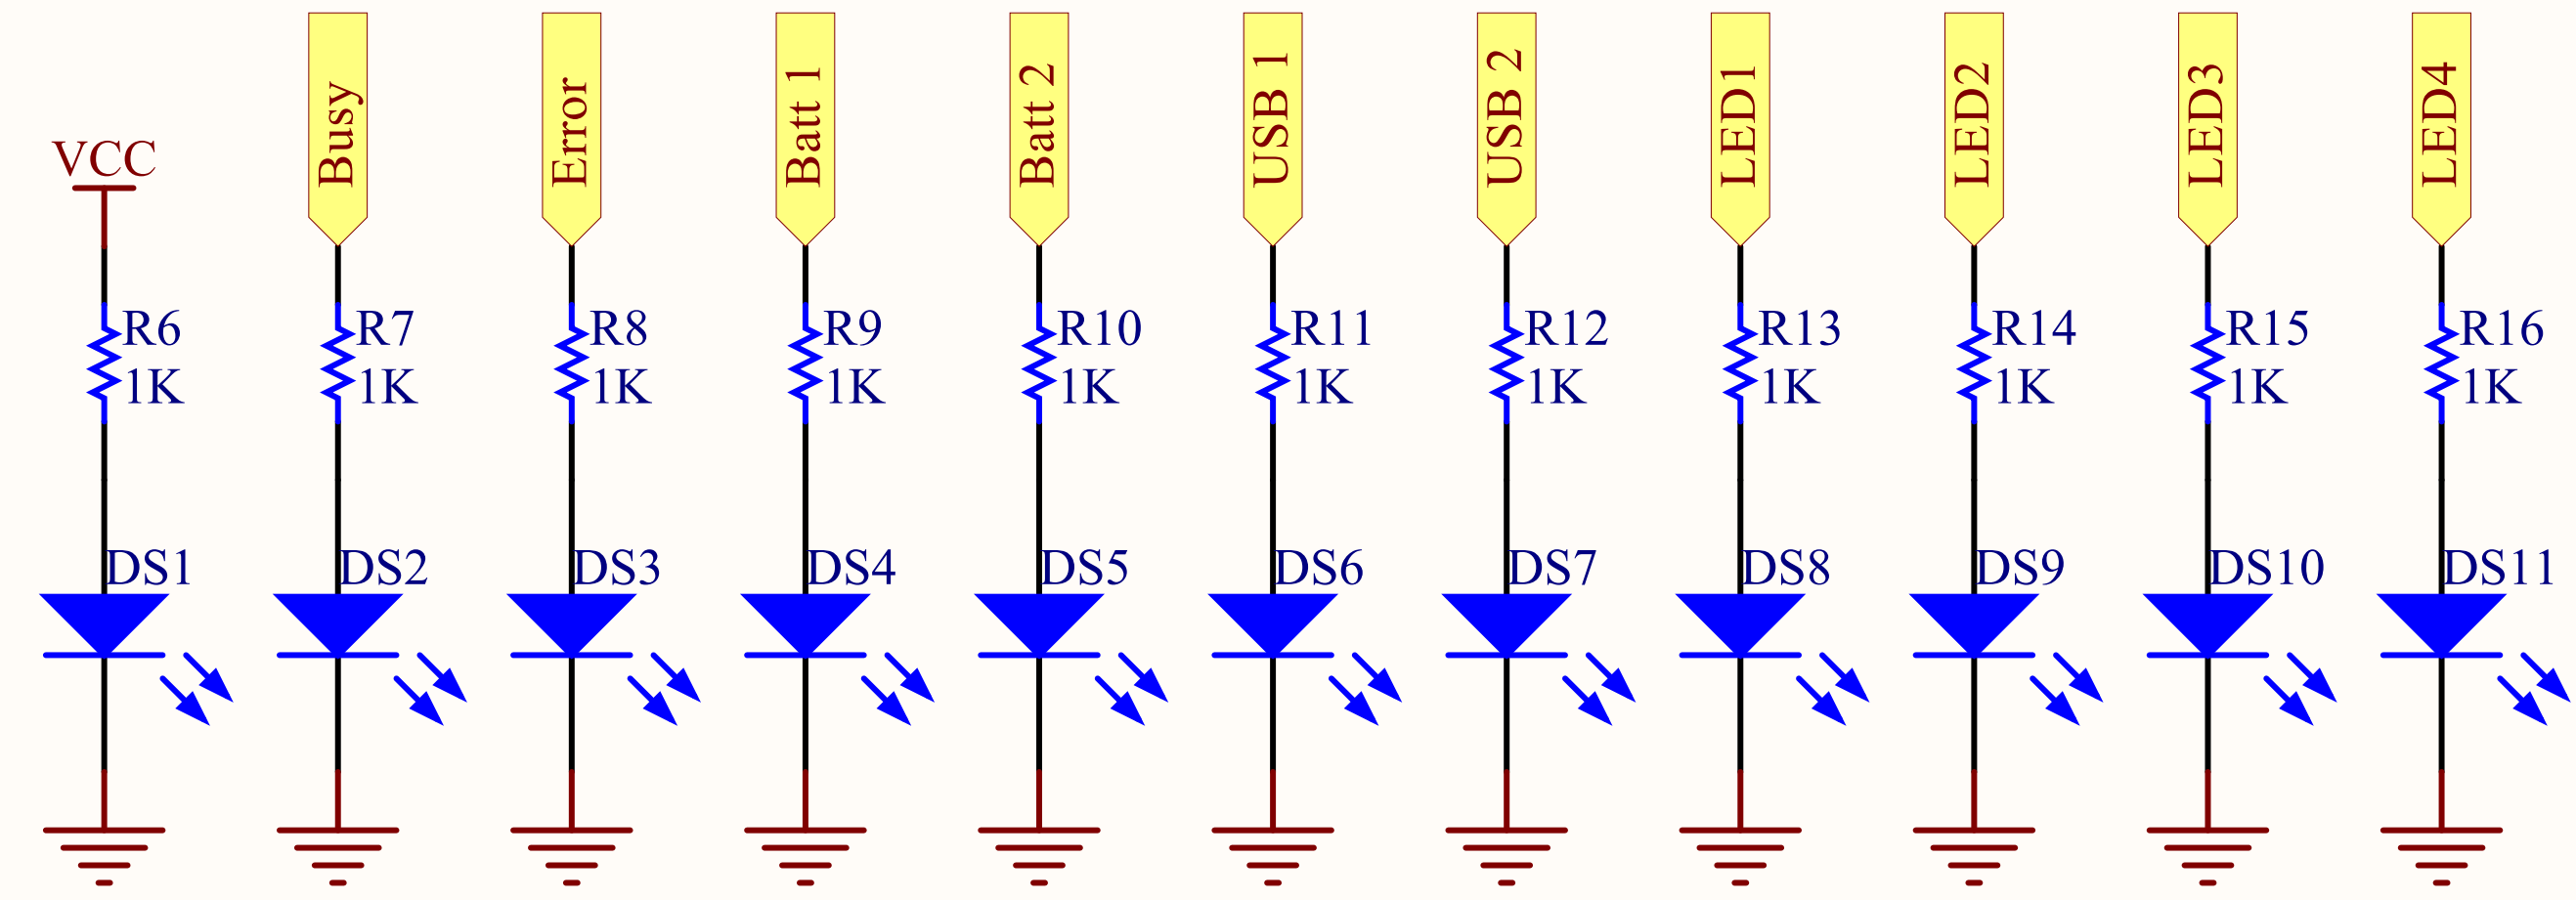 VCC
Busy
Error
Batt 1
Batt 2
USB 1
USB 2
LED1
LED2
LED3
LED4
R6
1K
R7
1K
R8
1K
R9
1K
R10
1K
R11
1K
R12
1K
R13
1K
R14
1K
R15
1K
R16
1K
DS1
DS2
DS3
DS4
DS5
DS6
DS7
DS8
DS9
DS10
DS11